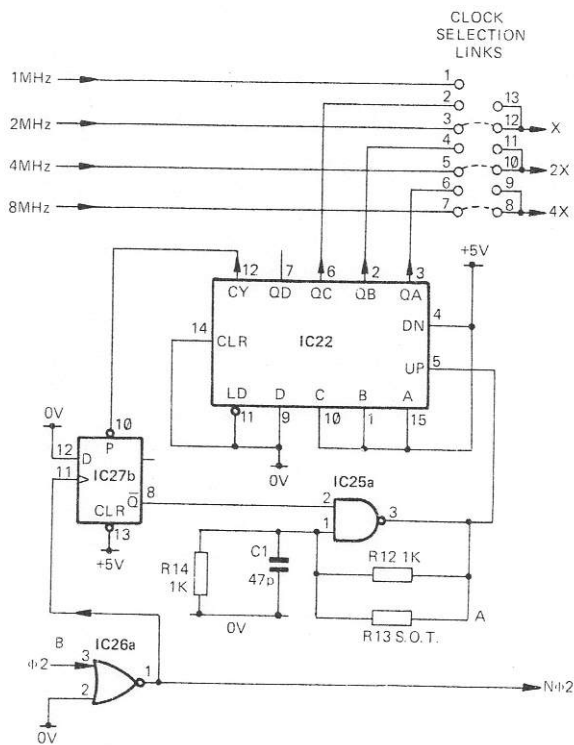 CLOCK
SELECTION
LINKS
1MHz 1
2 13
2MHz 3 12 X
4 11
4MHz 5 10 2X
6 9
8MHz 7 8 4X
+5V
12 7 6 2 3
CY QD QC QB QA
14 CLR IC22 DN 4
UP 5
LD D C B A
11 9 10 1 15
0V
0V
10
P
12 D
11 IC27b
Q̅ 8
CLR
13
+5V
IC25a
2
1 3
R14
1K
C1
47p
R12 1K
0V
R13 S.O.T.
A
B IC26a
Φ2 3
1
2
0V
NΦ2